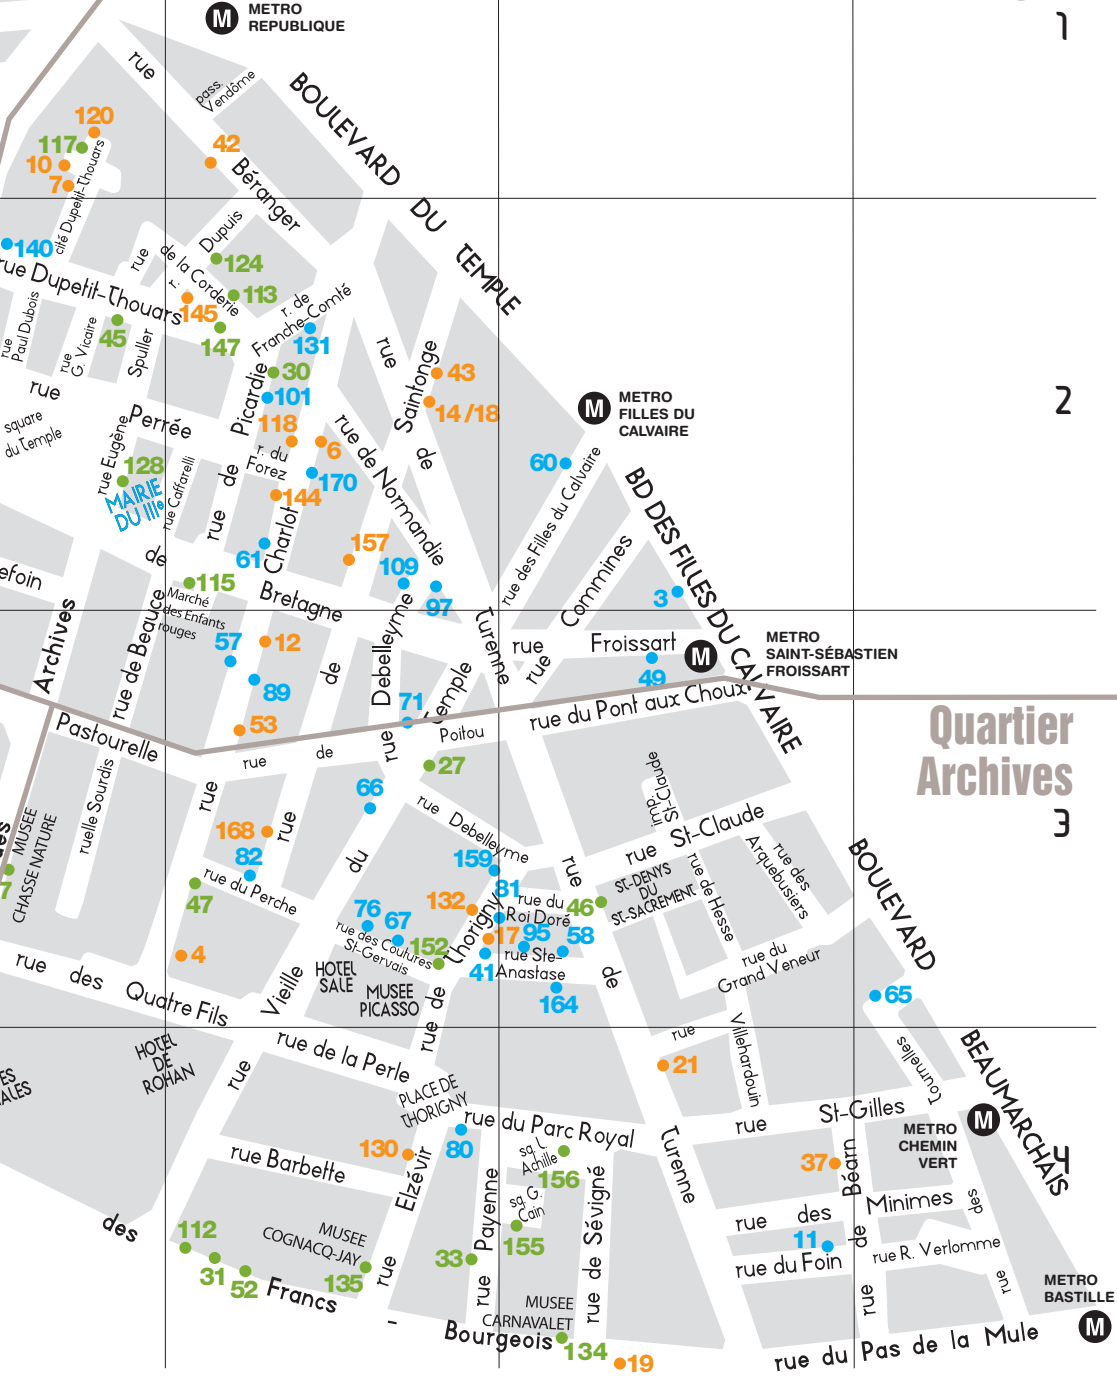 M METRO
REPUBLIQUE
1
rue
pass.
Vendôme
BOULEVARD DU TEMPLE
120
117
10
7
42
Béranger
cité Dupetit-Thouars
140
rue Dupetit-Thouars
rue
Dupuis
de la Corderie
r.
124
113
145
147
45
r. de
Franche-Comté
131
rue
Paul Dubois
rue
G. Vicaire
Spuller
30
101
Picardie
rue
Saintonge
43
14/18
2
M METRO
FILLES DU
CALVAIRE
rue
Perrée
square
du Temple
118
6
r. du
Forez
170
144
rue de Normandie
de
60
rue des Filles du Calvaire
BD DES FILLES DU CALVAIRE
rue Eugène
128
MAIRIE
DU IIIe
rue Caffarelli
rue de
Charlot
61
157
109
97
Commines
3
de
115
Bretagne
Marché
des Enfants
rouges
efoin
Archives
rue de Beauce
57
12
89
53
de
Debelleyme
71
Temple
Turenne
rue
rue
Froissart
49
M METRO
SAINT-SÉBASTIEN
FROISSART
rue du Pont aux Choux
Quartier
Archives
Pastourelle
rue
de
rue
Poitou
27
3
MUSEE
CHASSE NATURE
7
ruelle Sourdis
rue
rue
168
82
66
rue
Debelleyme
du
imp.
St-Claude
rue St-Claude
rue des
Arquebusiers
BOULEVARD
47
rue du Perche
159
81
132
rue
rue du
Roi Doré
46
ST-DENYS
DU
ST-SACREMENT
rue de Hesse
76
67
rue des Coutures
St-Gervais
152
Thorigny
17
95
58
rue Ste-
Anastase
41
164
4
rue des Quatre Fils
Vieille
HOTEL
SALE
MUSEE
PICASSO
rue de
de
rue du
Grand Veneur
65
HOTEL
DE
ROHAN
rue
rue de la Perle
PLACE DE
THORIGNY
rue
21
Villehardouin
Tournelles
BEAUMARCHAIS
rue du Parc Royal
80
130
rue Barbette
Elzévir
sq. L.
Achille
156
Turenne
rue
St-Gilles
M METRO
CHEMIN
VERT
4
37
Béarn
des
112
31
52
MUSEE
COGNACQ-JAY
135
rue
Payenne
33
rue
sq. G.
Cain
155
rue de Sévigné
rue des
Minimes
de
des
11
rue du Foin
rue R. Verlomme
rue
rue
Francs
Bourgeois
MUSEE
CARNAVALET
134
19
METRO
BASTILLE M
rue du Pas de la Mule